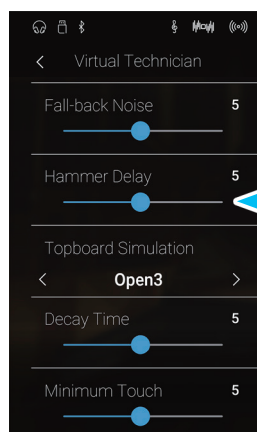 Virtual Technician
Fall-back Noise 5
Hammer Delay 5
Topboard Simulation
< Open3 >
Decay Time 5
Minimum Touch 5